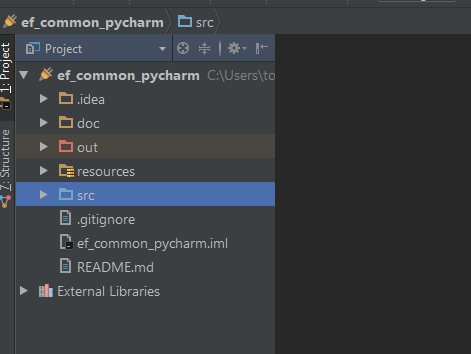 ef_common_pycharm src
1: Project
Project
ef_common_pycharm C:\Users\to
.idea
doc
out
resources
src
.gitignore
ef_common_pycharm.iml
README.md
External Libraries
7: Structure